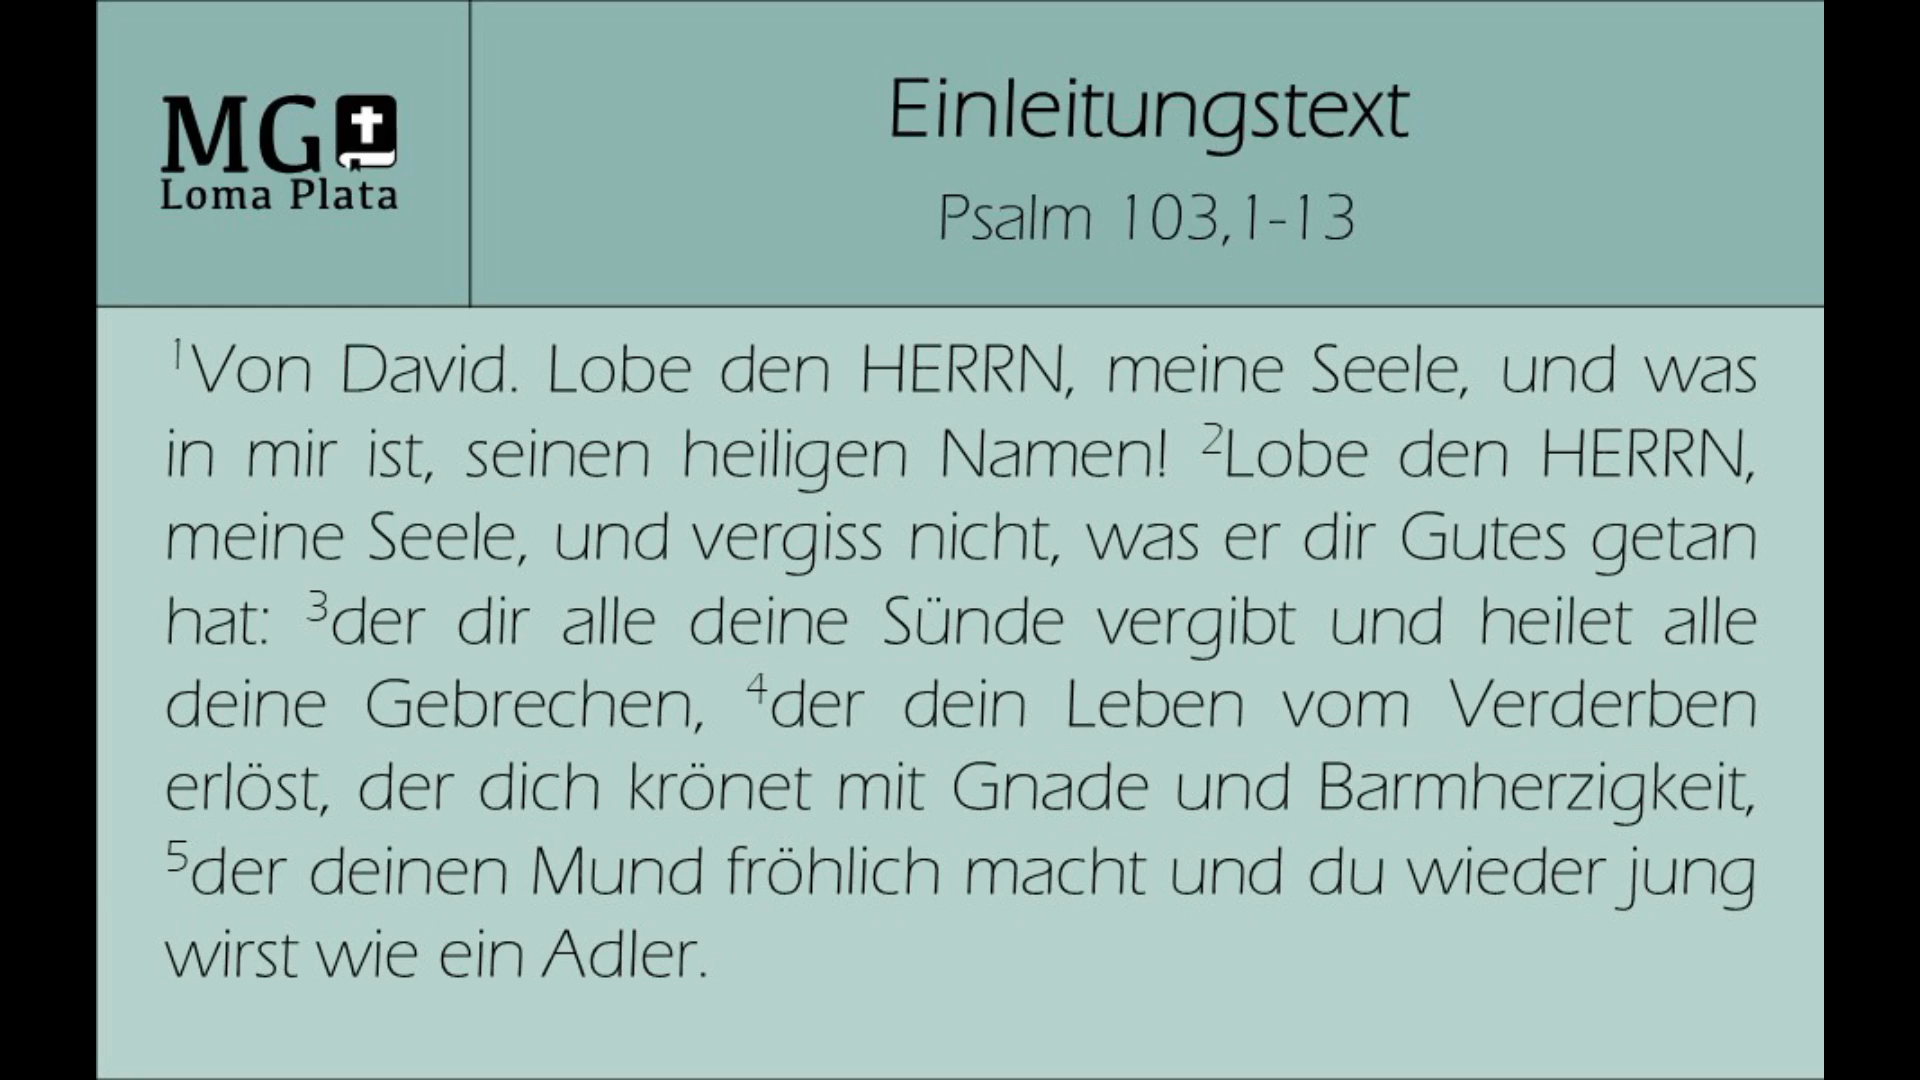 MG
Loma Plata
Einleitungstext
Psalm 103,1-13
¹Von David. Lobe den HERRN, meine Seele, und was
in mir ist, seinen heiligen Namen! ²Lobe den HERRN,
meine Seele, und vergiss nicht, was er dir Gutes getan
hat: ³der dir alle deine Sünde vergibt und heilet alle
deine Gebrechen, ⁴der dein Leben vom Verderben
erlöst, der dich krönet mit Gnade und Barmherzigkeit,
⁵der deinen Mund fröhlich macht und du wieder jung
wirst wie ein Adler.